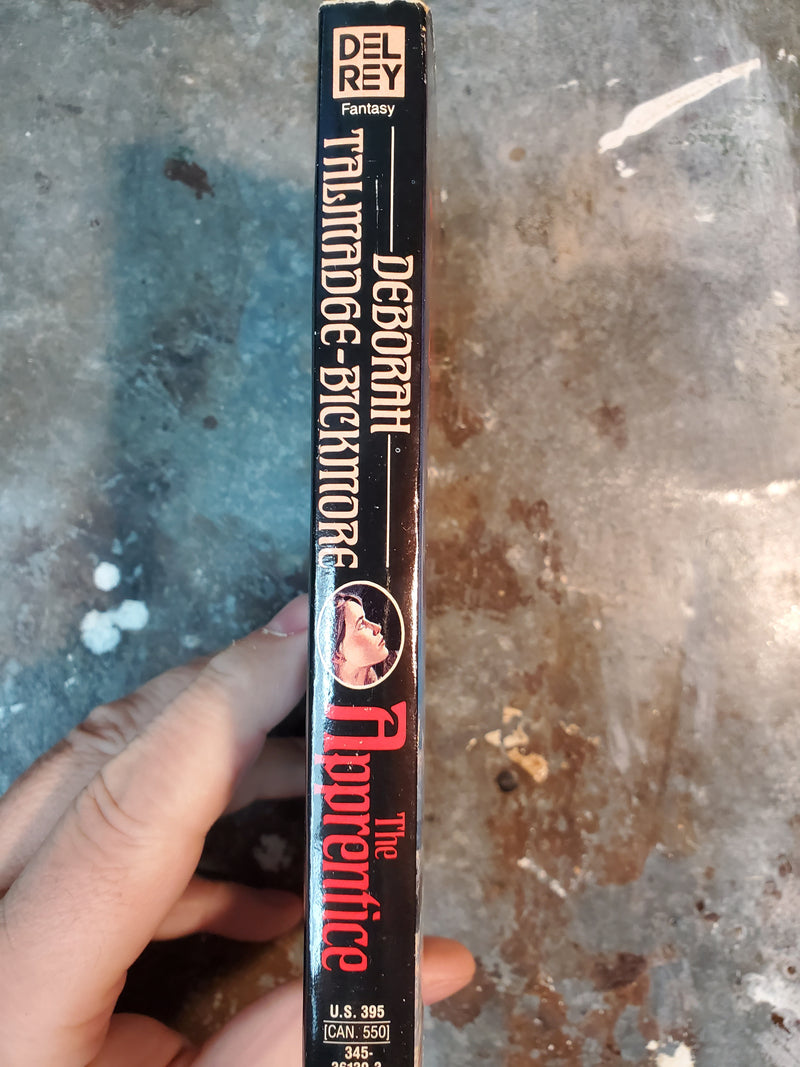 DEL
REY
Fantasy
DEBORAH
TALMADGE-BICKMORE
The
Apprentice
U.S. 395
[CAN. 550]
345-